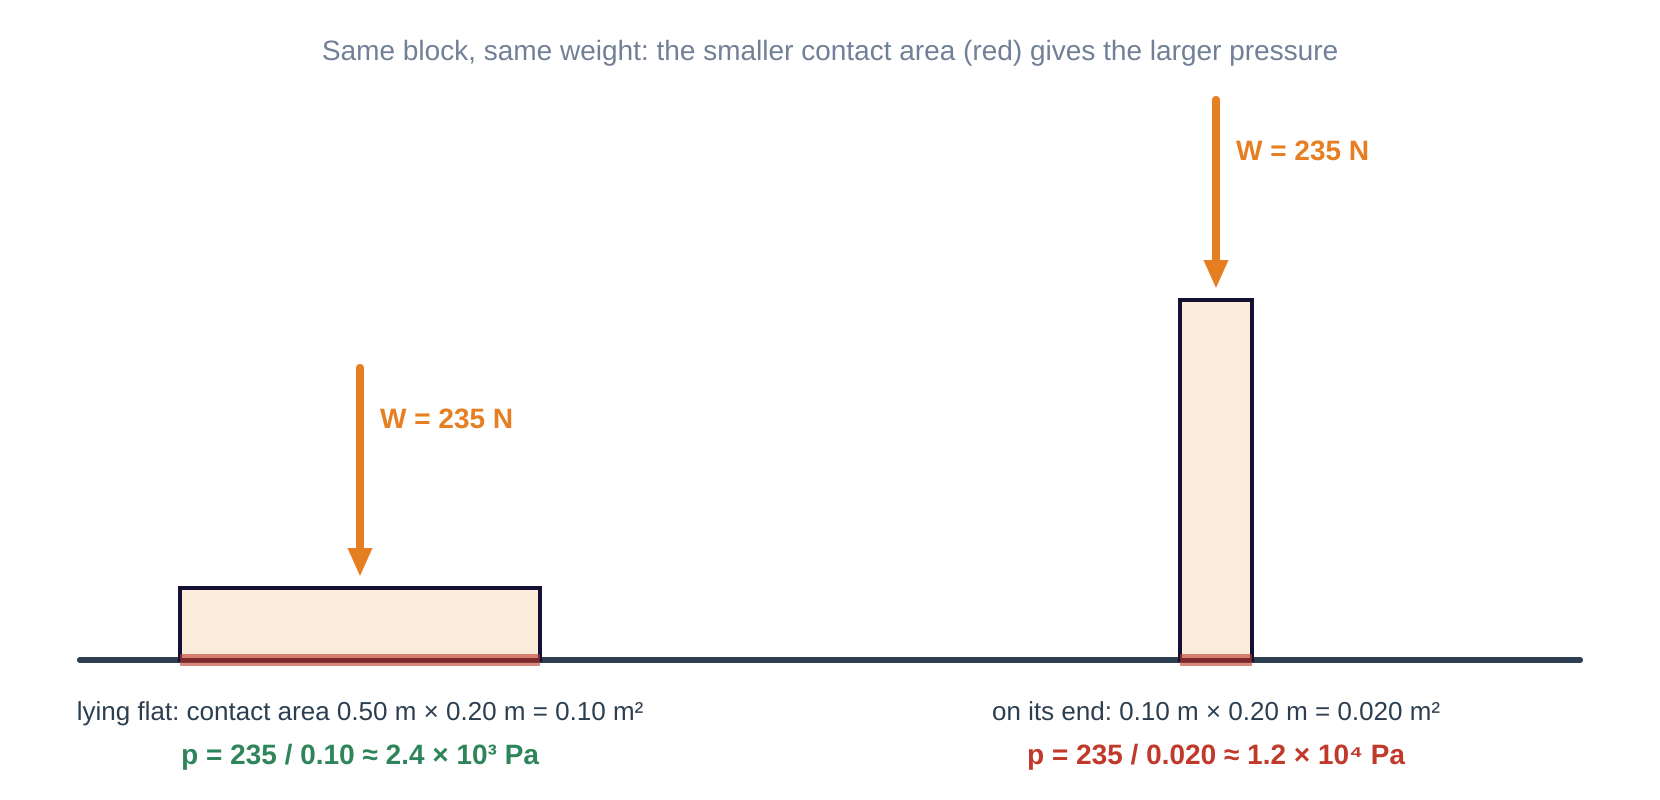 Same block, same weight: the smaller contact area (red) gives the larger pressure
W = 235 N
W = 235 N
lying flat: contact area 0.50 m × 0.20 m = 0.10 m²
p = 235 / 0.10 ≈ 2.4 × 10³ Pa
on its end: 0.10 m × 0.20 m = 0.020 m²
p = 235 / 0.020 ≈ 1.2 × 10⁴ Pa